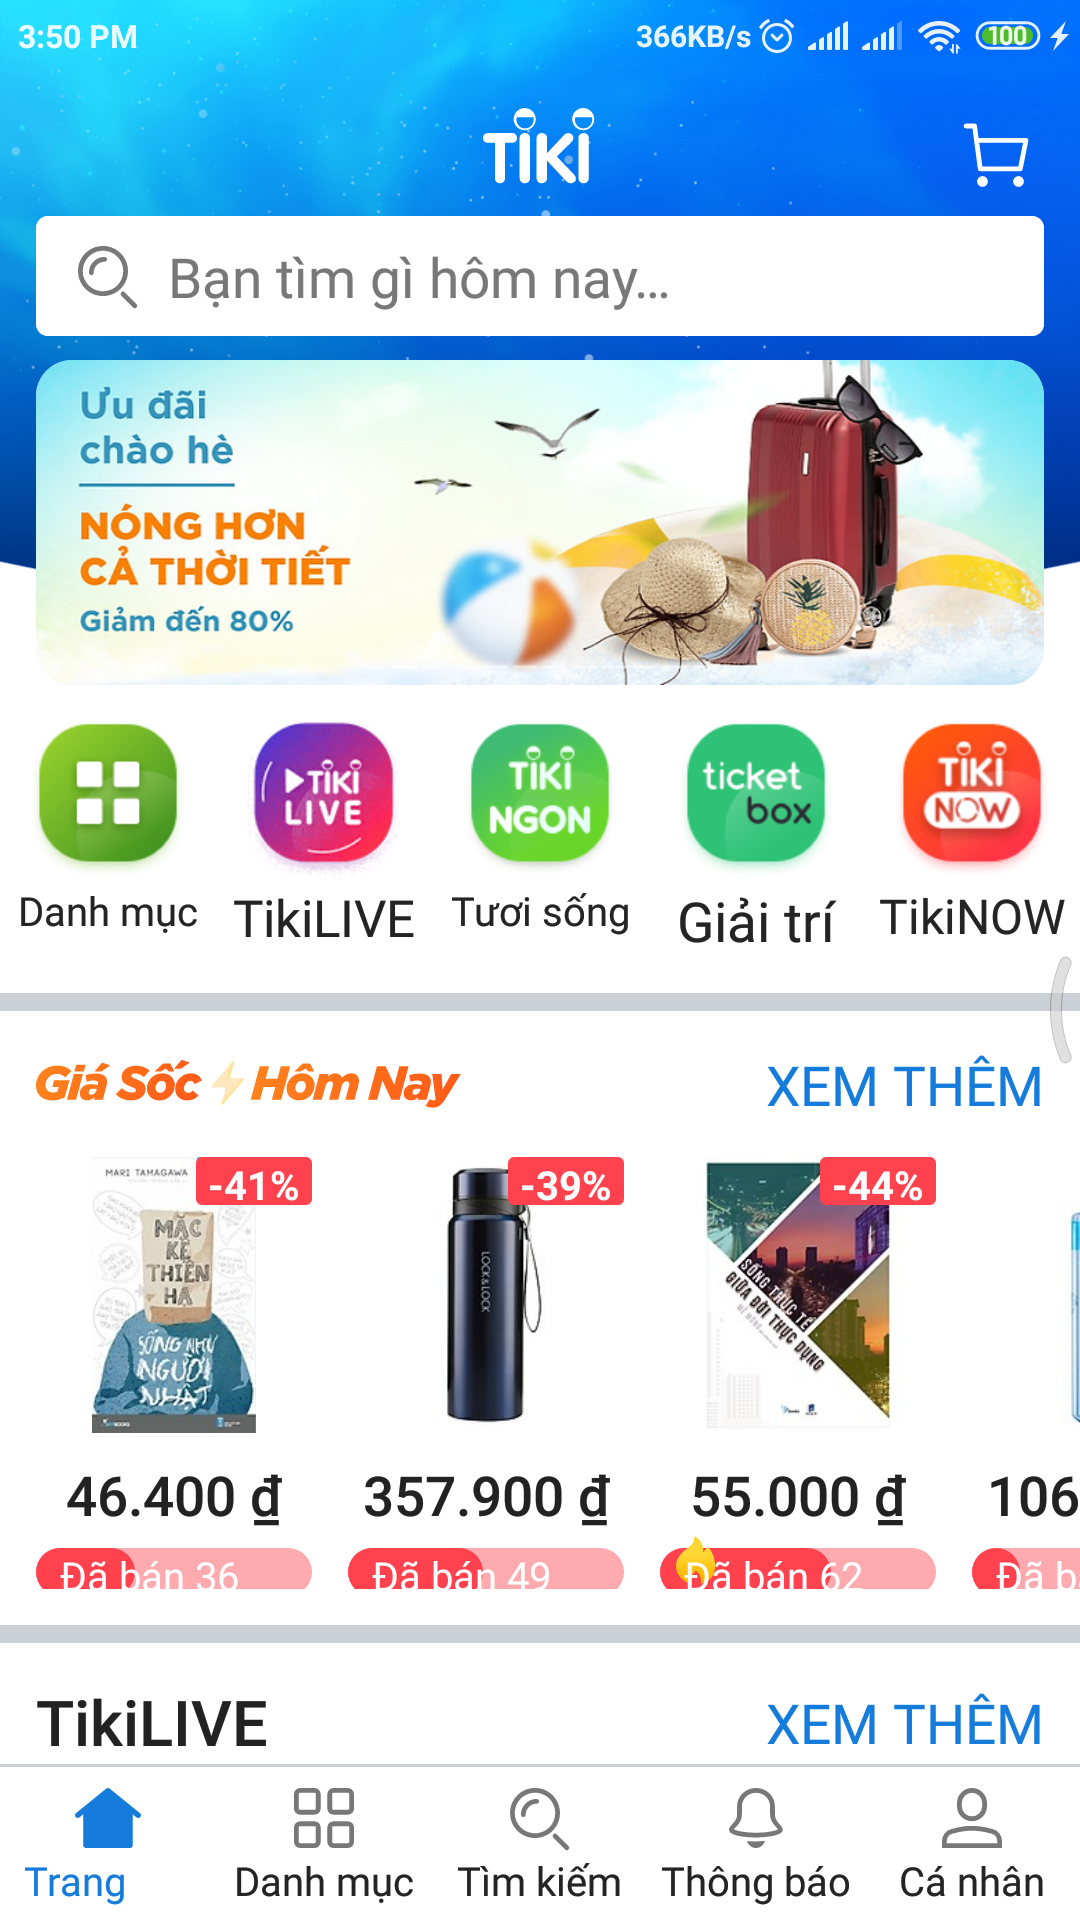 3:50 PM
366KB/s
100
TIKI
Bạn tìm gì hôm nay...
Ưu đãi
chào hè
NÓNG HƠN
CẢ THỜI TIẾT
Giảm đến 80%
TIKI
LIVE
TIKI
NGON
ticket
box
TIKI
NOW
Danh mục
TikiLIVE
Tươi sống
Giải trí
TikiNOW
Giá Sốc Hôm Nay
XEM THÊM
-41%
-39%
-44%
MARI TAMAGAWA
MẶC
KỆ
THIÊN
HẠ
SỐNG NHƯ
NGƯỜI
NHẬT
LOCK&LOCK
SỐNG THỰC TẾ
GIỮA ĐỜI THỰC DỤNG
46.400 ₫
357.900 ₫
55.000 ₫
106
Đã bán 36
Đã bán 49
Đã bán 62
Đã b
TikiLIVE
XEM THÊM
Trang
Danh mục
Tìm kiếm
Thông báo
Cá nhân